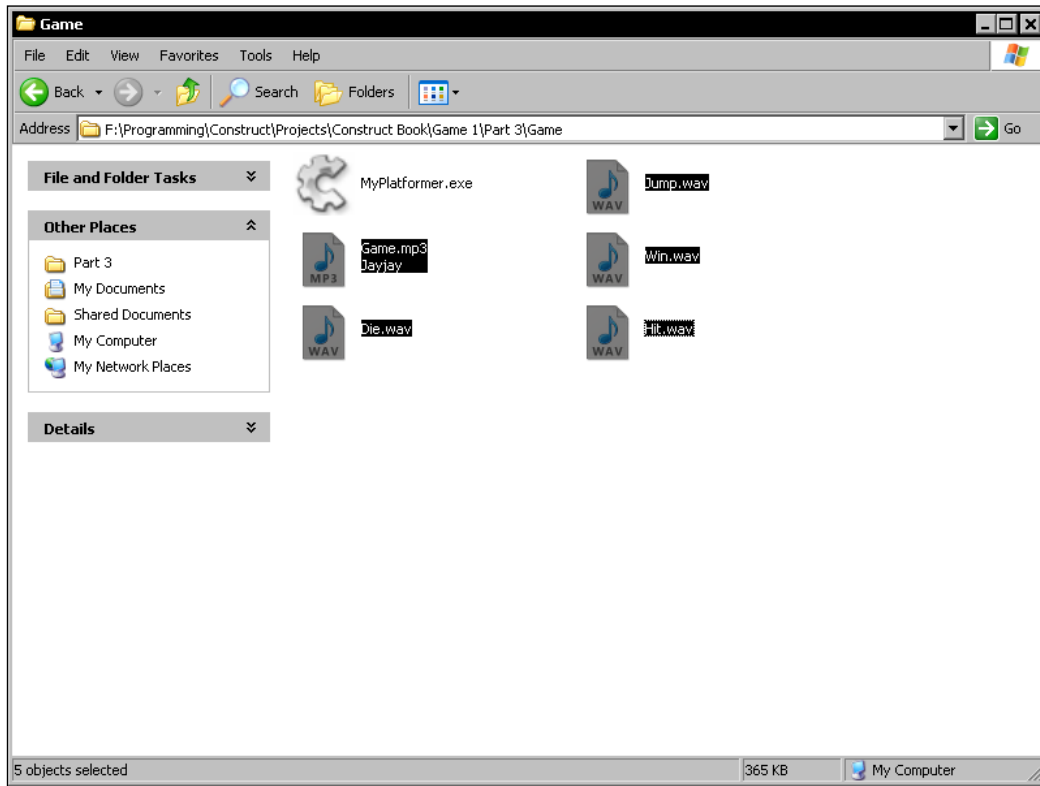 Game
File Edit View Favorites Tools Help
Back Search Folders
Address F:\Programming\Construct\Projects\Construct Book\Game 1\Part 3\Game Go
File and Folder Tasks
Other Places
Part 3
My Documents
Shared Documents
My Computer
My Network Places
Details
MyPlatformer.exe
WAV
Jump.wav
MP3
Game.mp3
Jayjay
WAV
Win.wav
WAV
Die.wav
WAV
Hit.wav
5 objects selected 365 KB My Computer